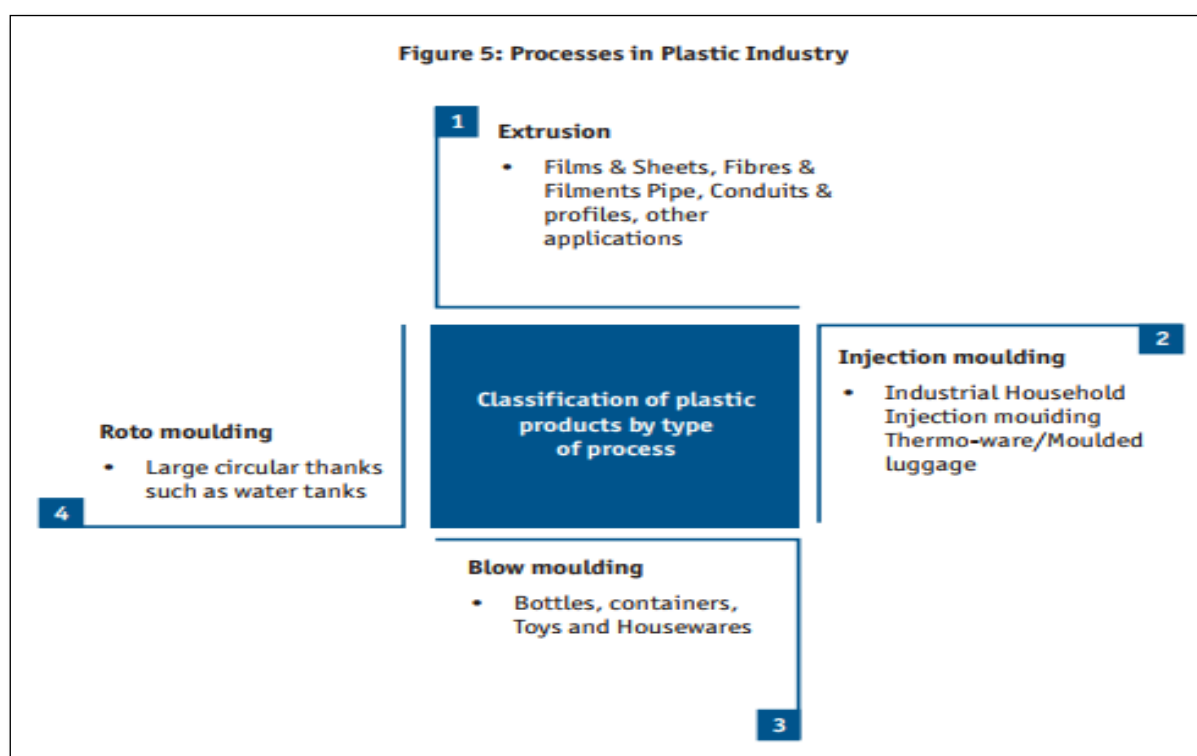 Figure 5: Processes in Plastic Industry
1
Extrusion
• Films & Sheets, Fibres &
Filments Pipe, Conduits &
profiles, other
applications
2
Injection moulding
• Industrial Household
Injection mouiding
Thermo-ware/Moulded
luggage
Classification of plastic
products by type
of process
Roto moulding
• Large circular thanks
such as water tanks
4
Blow moulding
• Bottles, containers,
Toys and Housewares
3